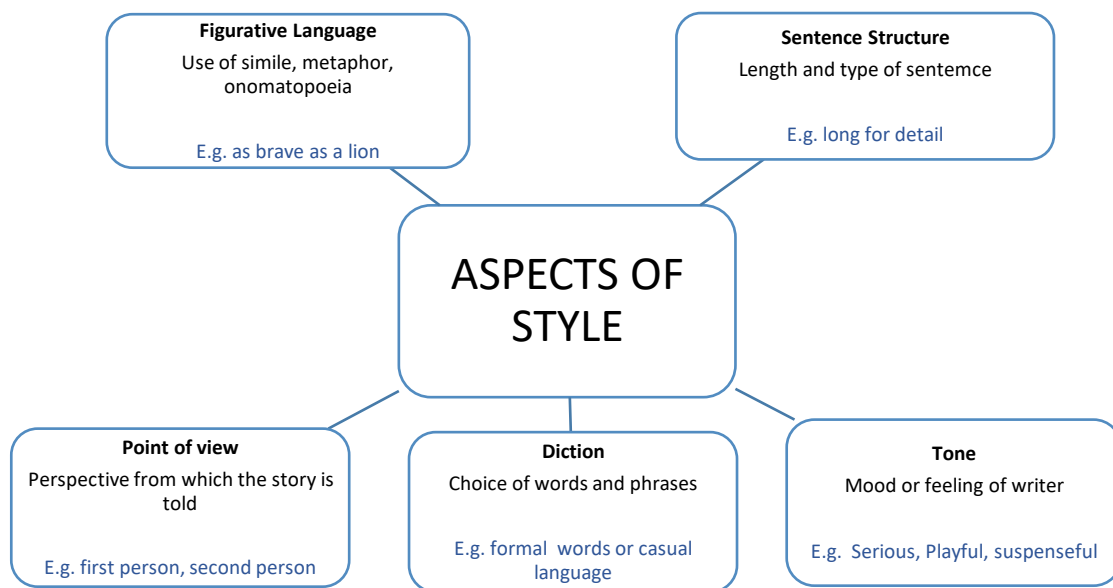 Figurative Language
Use of simile, metaphor,
onomatopoeia
E.g. as brave as a lion
Sentence Structure
Length and type of sentemce
E.g. long for detail
ASPECTS OF
STYLE
Point of view
Perspective from which the story is
told
E.g. first person, second person
Diction
Choice of words and phrases
E.g. formal  words or casual
language
Tone
Mood or feeling of writer
E.g.  Serious, Playful, suspenseful